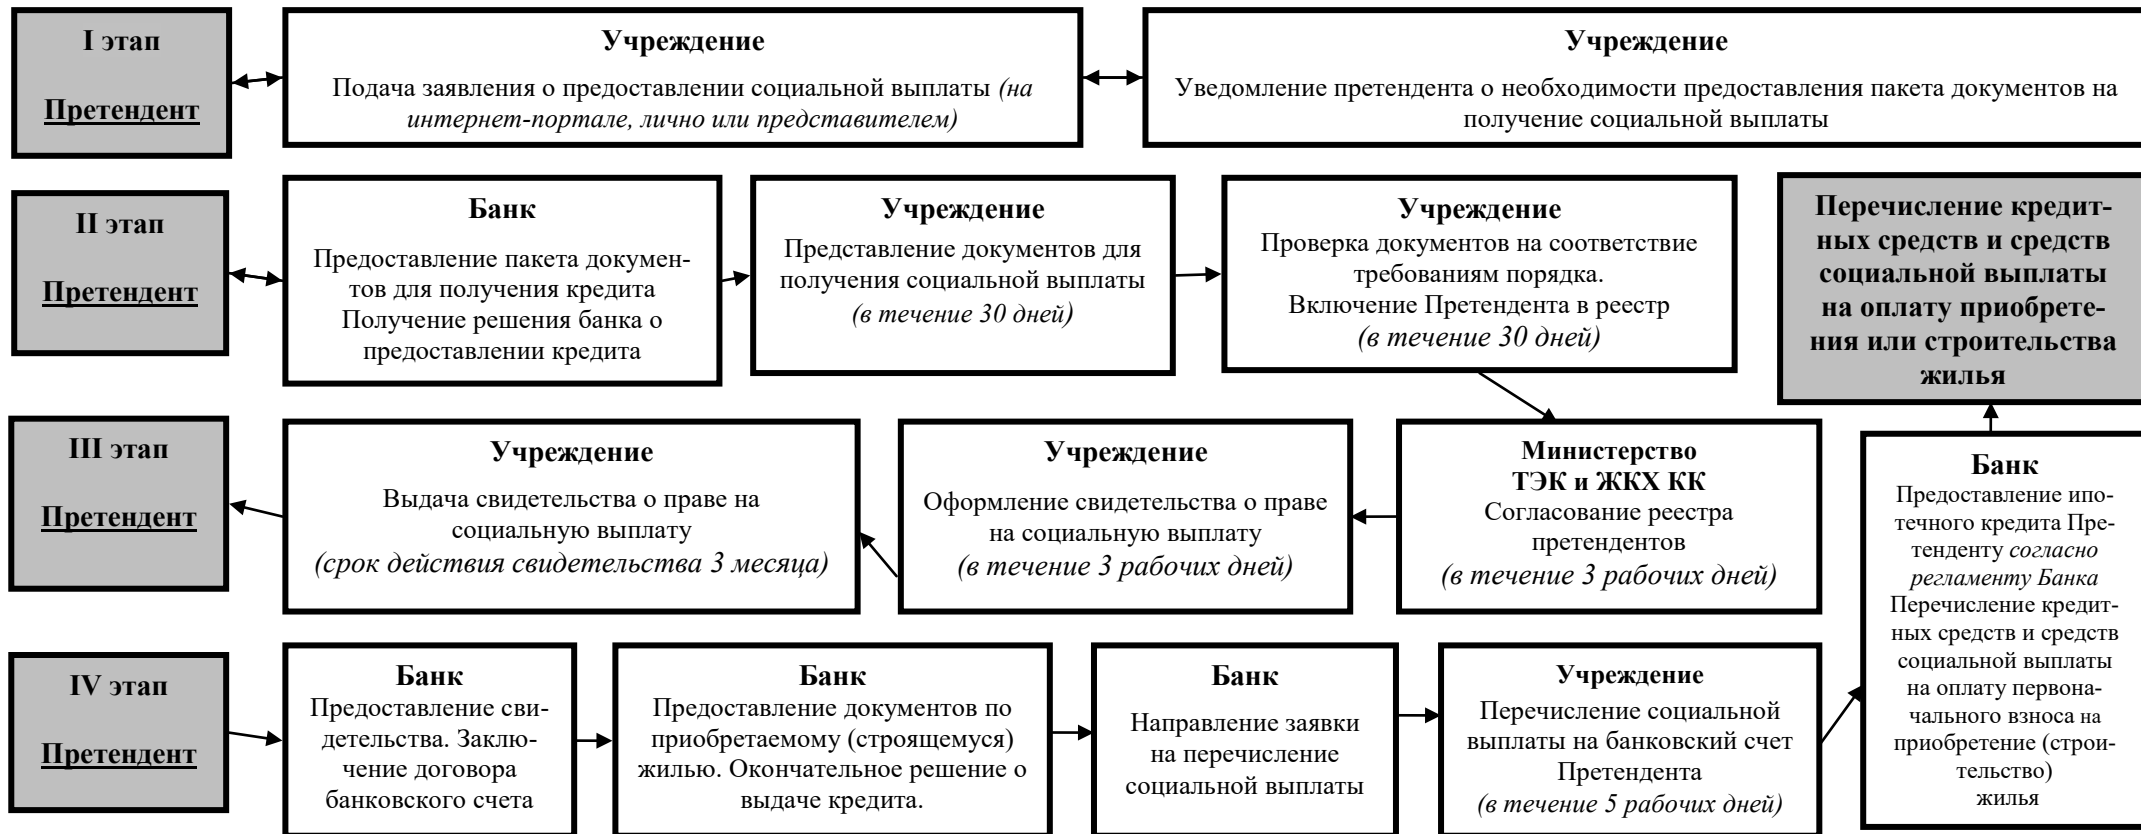 I этап
Претендент
Учреждение
Подача заявления о предоставлении социальной выплаты (на
интернет-портале, лично или представителем)
Учреждение
Уведомление претендента о необходимости предоставления пакета документов на
получение социальной выплаты
II этап
Претендент
Банк
Предоставление пакета докумен-
тов для получения кредита
Получение решения банка о
предоставлении кредита
Учреждение
Представление документов для
получения социальной выплаты
(в течение 30 дней)
Учреждение
Проверка документов на соответствие
требованиям порядка.
Включение Претендента в реестр
(в течение 30 дней)
Перечисление кредит-
ных средств и средств
социальной выплаты
на оплату приобрете-
ния или строительства
жилья
III этап
Претендент
Учреждение
Выдача свидетельства о праве на
социальную выплату
(срок действия свидетельства 3 месяца)
Учреждение
Оформление свидетельства о праве
на социальную выплату
(в течение 3 рабочих дней)
Министерство
ТЭК и ЖКХ КК
Согласование реестра
претендентов
(в течение 3 рабочих дней)
Банк
Предоставление ипо-
течного кредита Пре-
тенденту согласно
регламенту Банка
Перечисление кредит-
ных средств и средств
социальной выплаты
на оплату первона-
чального взноса на
приобретение (строи-
тельство)
жилья
IV этап
Претендент
Банк
Предоставление сви-
детельства. Заклю-
чение договора
банковского счета
Банк
Предоставление документов по
приобретаемому (строящемуся)
жилью. Окончательное решение о
выдаче кредита.
Банк
Направление заявки
на перечисление
социальной выплаты
Учреждение
Перечисление социальной
выплаты на банковский счет
Претендента
(в течение 5 рабочих дней)